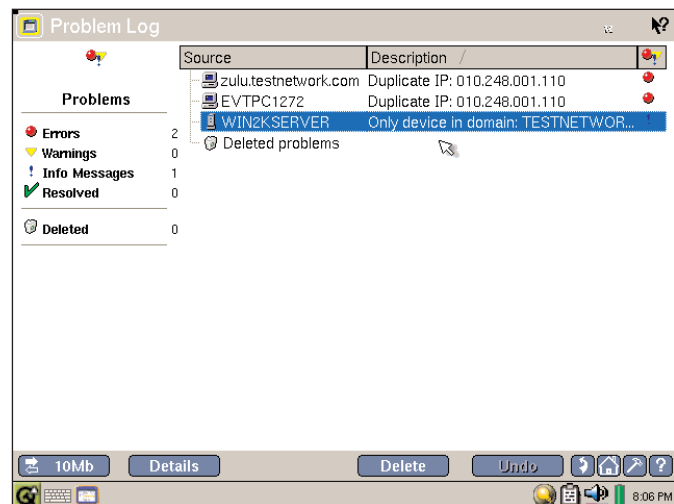 Problem Log
Source Description
Problems
zulu.testnetwork.com Duplicate IP: 010.248.001.110
EVTPC1272 Duplicate IP: 010.248.001.110
WIN2KSERVER Only device in domain: TESTNETWOR...
Deleted problems
Errors 2
Warnings 0
Info Messages 1
Resolved 0
Deleted 0
10Mb Details Delete Undo ?
8:06 PM